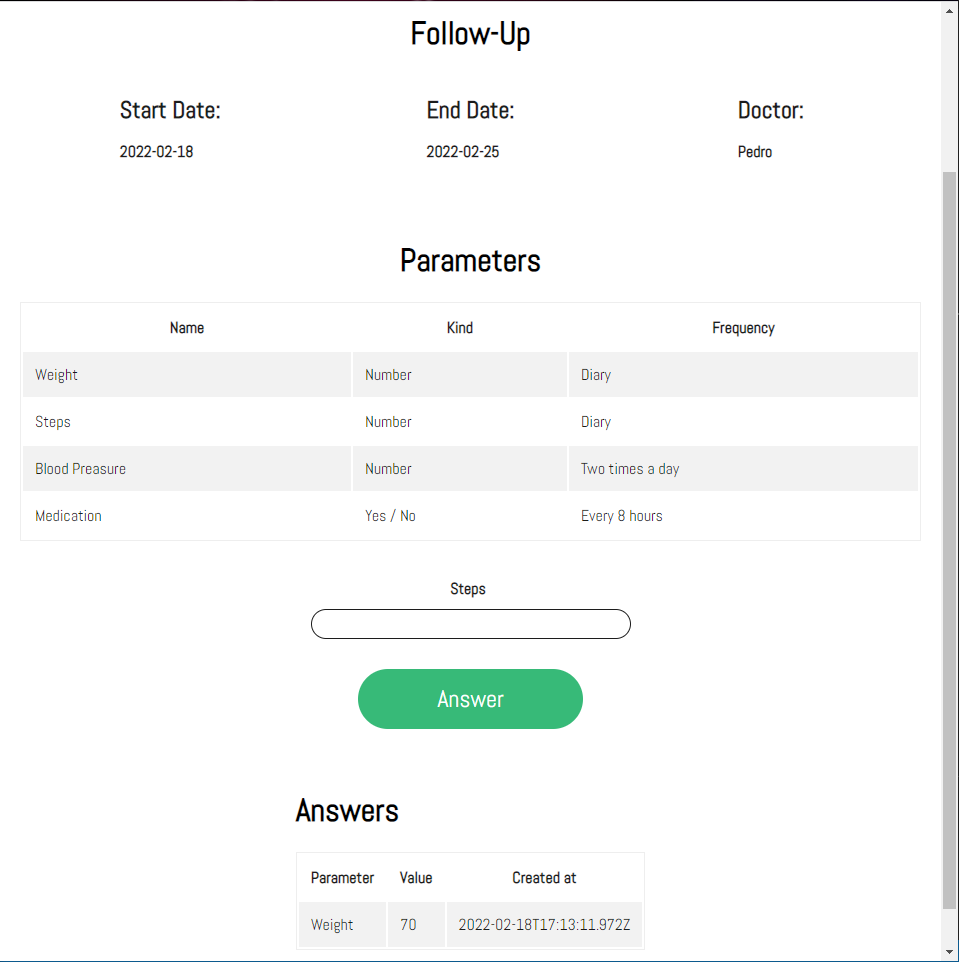 Follow-Up
Start Date: End Date: Doctor:
2022-02-18 2022-02-25 Pedro
Parameters
Name Kind Frequency
Weight Number Diary
Steps Number Diary
Blood Preasure Number Two times a day
Medication Yes / No Every 8 hours
Steps
Answer
Answers
Parameter Value Created at
Weight 70 2022-02-18T17:13:11.972Z